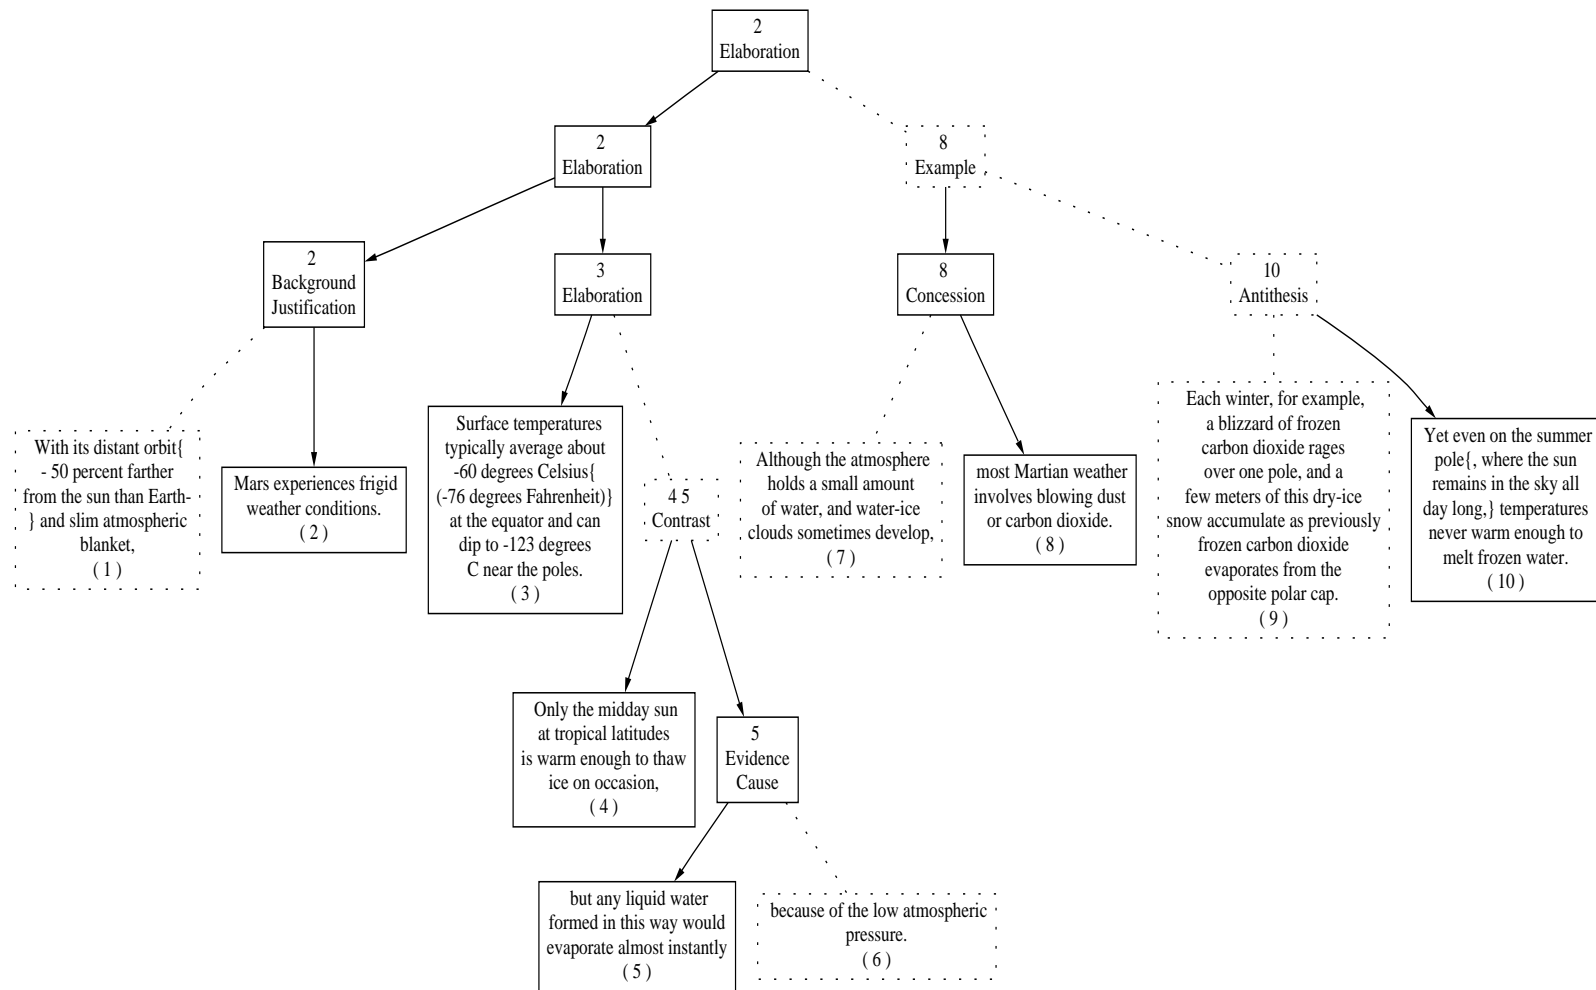 2
Elaboration
2
Elaboration
8
Example
2
Background
Justification
3
Elaboration
8
Concession
10
Antithesis
With its distant orbit{
- 50 percent farther
from the sun than Earth-
} and slim atmospheric
blanket,
( 1 )
Mars experiences frigid
weather conditions.
( 2 )
Surface temperatures
typically average about
-60 degrees Celsius{
(-76 degrees Fahrenheit)}
at the equator and can
dip to -123 degrees
C near the poles.
( 3 )
4 5
Contrast
Although the atmosphere
holds a small amount
of water, and water-ice
clouds sometimes develop,
( 7 )
most Martian weather
involves blowing dust
or carbon dioxide.
( 8 )
Each winter, for example,
a blizzard of frozen
carbon dioxide rages
over one pole, and a
few meters of this dry-ice
snow accumulate as previously
frozen carbon dioxide
evaporates from the
opposite polar cap.
( 9 )
Yet even on the summer
pole{, where the sun
remains in the sky all
day long,} temperatures
never warm enough to
melt frozen water.
( 10 )
Only the midday sun
at tropical latitudes
is warm enough to thaw
ice on occasion,
( 4 )
5
Evidence
Cause
but any liquid water
formed in this way would
evaporate almost instantly
( 5 )
because of the low atmospheric
pressure.
( 6 )